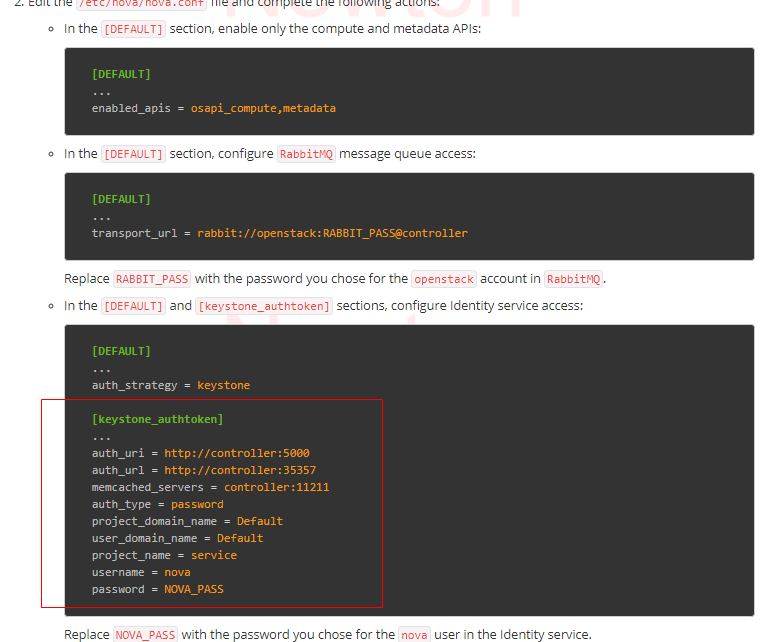 2. Edit the /etc/nova/nova.conf file and complete the following actions:
In the [DEFAULT] section, enable only the compute and metadata APIs:
[DEFAULT]
...
enabled_apis = osapi_compute,metadata
In the [DEFAULT] section, configure RabbitMQ message queue access:
[DEFAULT]
...
transport_url = rabbit://openstack:RABBIT_PASS@controller
Replace RABBIT_PASS with the password you chose for the openstack account in RabbitMQ.
In the [DEFAULT] and [keystone_authtoken] sections, configure Identity service access:
[DEFAULT]
...
auth_strategy = keystone
[keystone_authtoken]
...
auth_uri = http://controller:5000
auth_url = http://controller:35357
memcached_servers = controller:11211
auth_type = password
project_domain_name = Default
user_domain_name = Default
project_name = service
username = nova
password = NOVA_PASS
Replace NOVA_PASS with the password you chose for the nova user in the Identity service.